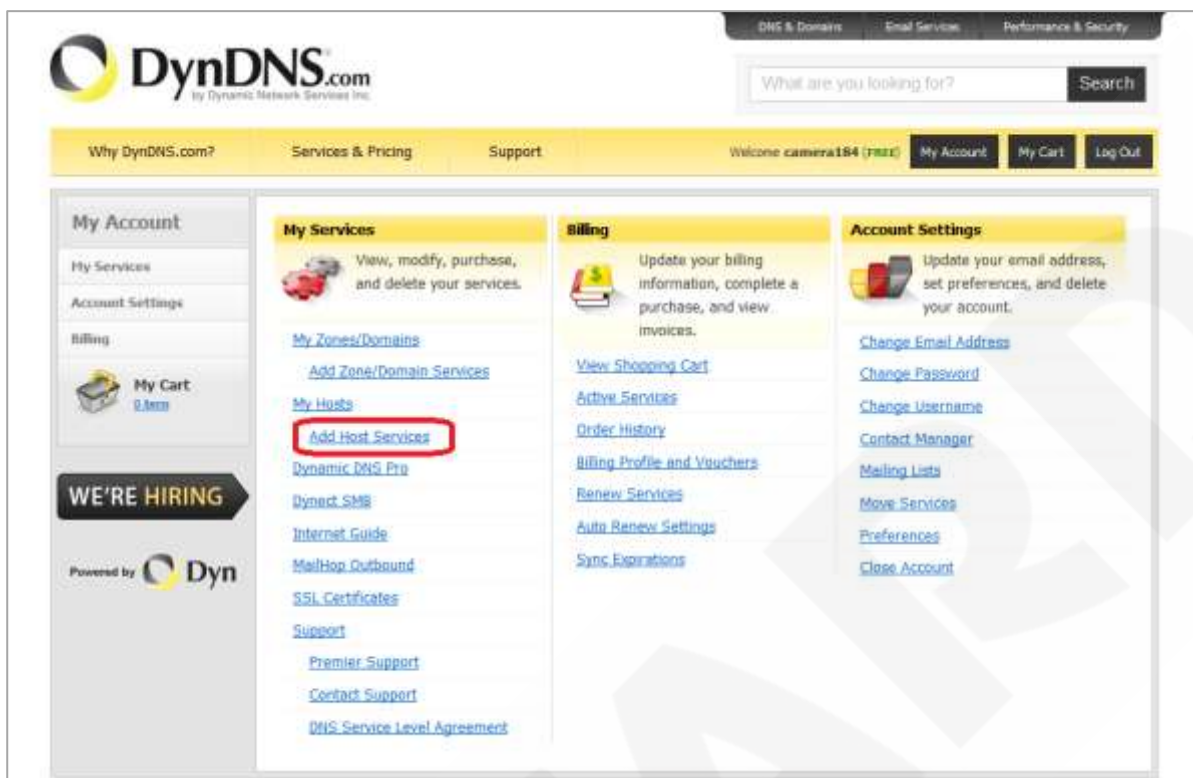 DNS & Domains Email Services Performance & Security
DynDNS.com
by Dynamic Network Services Inc.
What are you looking for? Search
Why DynDNS.com? Services & Pricing Support Welcome camera184 (FREE) My Account My Cart Log Out
My Account
My Services
Account Settings
Billing
My Cart
0 item
WE'RE HIRING
Powered by Dyn
My Services
View, modify, purchase,
and delete your services.
My Zones/Domains
Add Zone/Domain Services
My Hosts
Add Host Services
Dynamic DNS Pro
Dynect SMB
Internet Guide
MailHop Outbound
SSL Certificates
Support
Premier Support
Contact Support
DNS Service Level Agreement
Billing
Update your billing
information, complete a
purchase, and view
invoices.
View Shopping Cart
Active Services
Order History
Billing Profile and Vouchers
Renew Services
Auto Renew Settings
Sync Expirations
Account Settings
Update your email address,
set preferences, and delete
your account.
Change Email Address
Change Password
Change Username
Contact Manager
Mailing Lists
Move Services
Preferences
Close Account